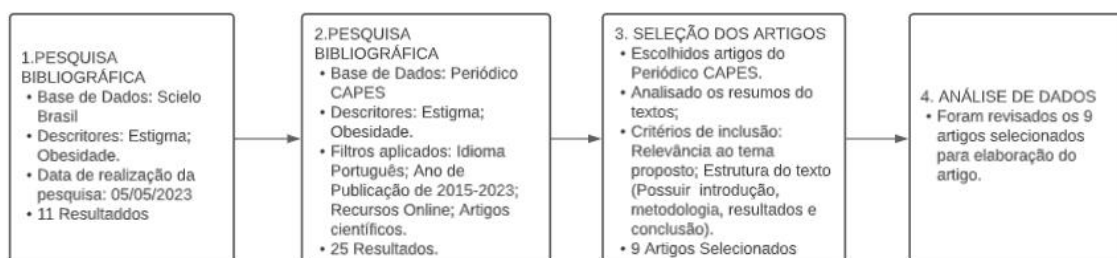 1.PESQUISA
BIBLIOGRÁFICA
• Base de Dados: Scielo
Brasil
• Descritores: Estigma;
Obesidade.
• Data de realização da
pesquisa: 05/05/2023
• 11 Resultaddos
2.PESQUISA
BIBLIOGRÁFICA
• Base de Dados: Periódico
CAPES
• Descritores: Estigma;
Obesidade.
• Filtros aplicados: Idioma
Português; Ano de
Publicação de 2015-2023;
Recursos Online; Artigos
científicos.
• 25 Resultados.
3. SELEÇÃO DOS ARTIGOS
• Escolhidos artigos do
Periódico CAPES.
• Analisado os resumos do
textos;
• Critérios de inclusão:
Relevância ao tema
proposto; Estrutura do texto
(Possuir introdução,
metodologia, resultados e
conclusão).
• 9 Artigos Selecionados
4. ANÁLISE DE DADOS
• Foram revisados os 9
artigos selecionados
para elaboração do
artigo.